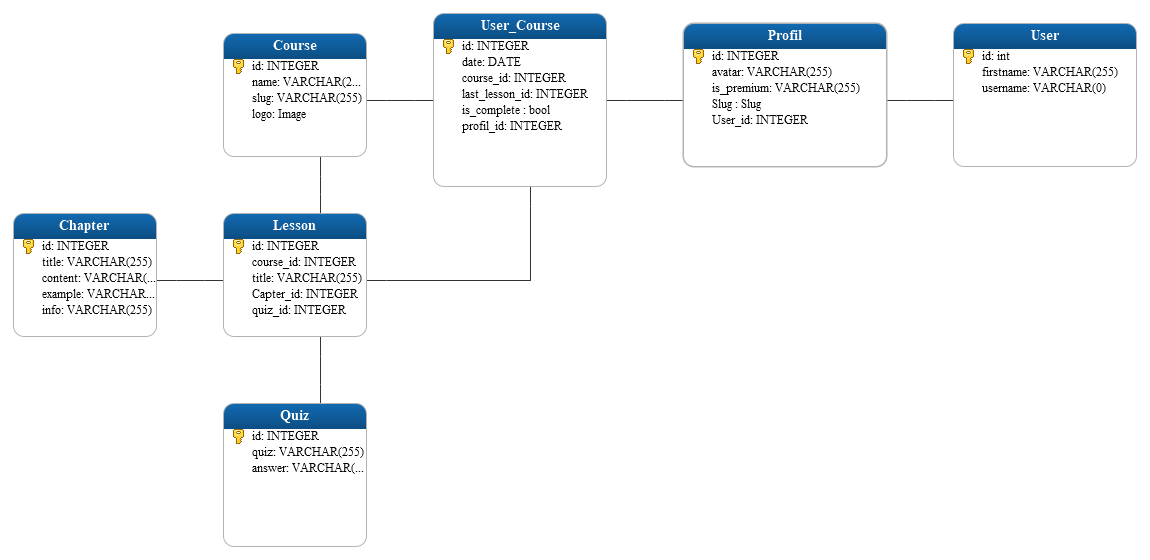 Course
id: INTEGER
name: VARCHAR(2...
slug: VARCHAR(255)
logo: Image
User_Course
id: INTEGER
date: DATE
course_id: INTEGER
last_lesson_id: INTEGER
is_complete : bool
profil_id: INTEGER
Profil
id: INTEGER
avatar: VARCHAR(255)
is_premium: VARCHAR(255)
Slug : Slug
User_id: INTEGER
User
id: int
firstname: VARCHAR(255)
username: VARCHAR(0)
Chapter
id: INTEGER
title: VARCHAR(255)
content: VARCHAR(...
example: VARCHAR...
info: VARCHAR(255)
Lesson
id: INTEGER
course_id: INTEGER
title: VARCHAR(255)
Capter_id: INTEGER
quiz_id: INTEGER
Quiz
id: INTEGER
quiz: VARCHAR(255)
answer: VARCHAR(...